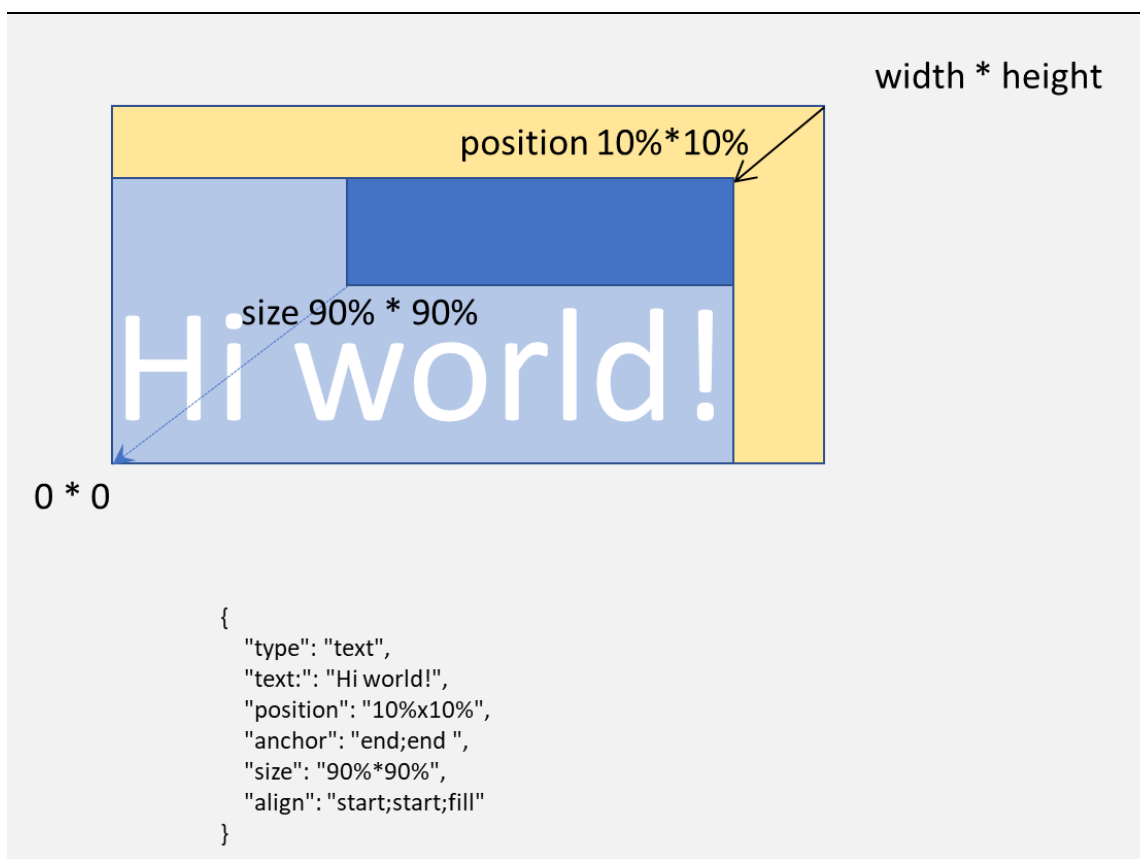 width * height
position 10%*10%
size 90% * 90%
Hi world!
0 * 0
{
"type": "text",
"text:": "Hi world!",
"position": "10%x10%",
"anchor": "end;end ",
"size": "90%*90%",
"align": "start;start;fill"
}